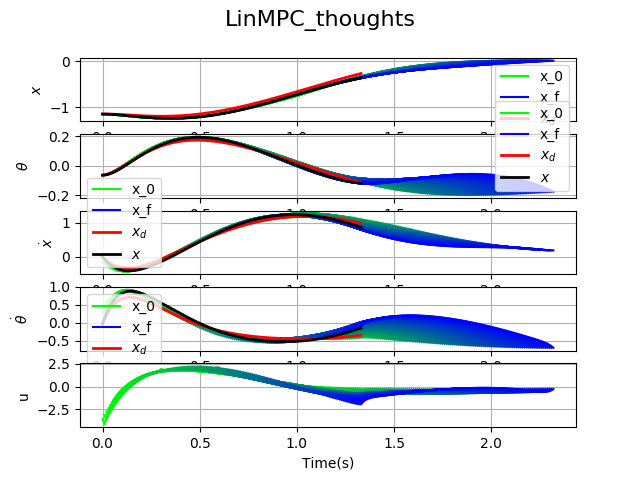 LinMPC_thoughts
x
0
−1
x_0
x_f
θ
0.2
0.0
−0.2
x_0
x_f
x_d
x
ẋ
1
0
x_0
x_f
x_d
x
θ̇
1.0
0.5
0.0
−0.5
x_0
x_f
x_d
x
u
2.5
0.0
−2.5
0.0 0.5 1.0 1.5 2.0
Time(s)